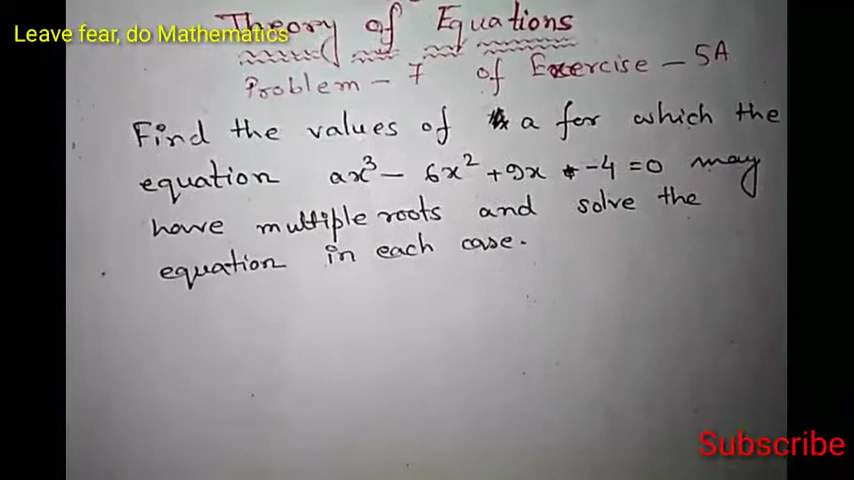 Theory of Equations
Leave fear, do Mathematics
Problem - 7 of Exercise - 5A
Find the values of a for which the
equation ax³ - 6x² + 9x - 4 = 0 may
have multiple roots and solve the
equation in each case.
Subscribe